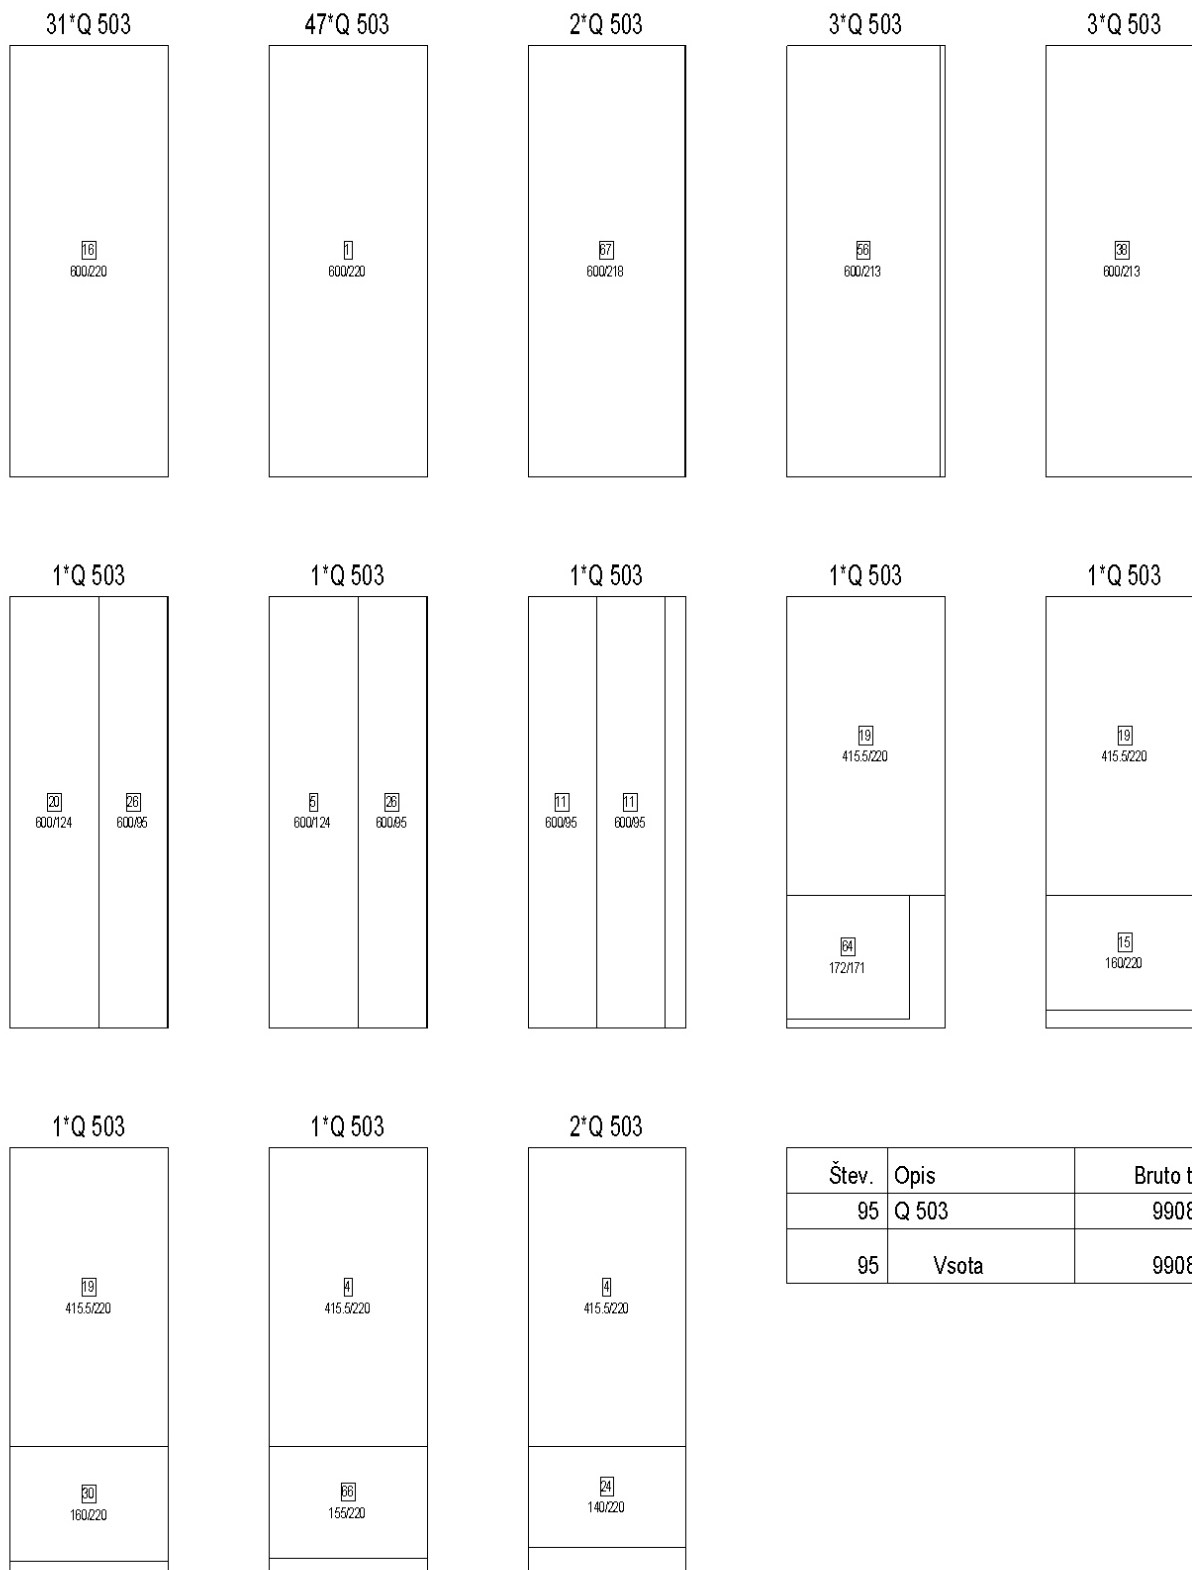 31*Q 503
47*Q 503
2*Q 503
3*Q 503
3*Q 503
16
600/220
1
600/220
67
600/218
56
600/213
38
600/213
1*Q 503
1*Q 503
1*Q 503
1*Q 503
1*Q 503
20
600/124
26
600/95
5
600/124
26
600/95
11
600/95
11
600/95
19
415.5/220
64
172/171
19
415.5/220
15
160/220
1*Q 503
1*Q 503
2*Q 503
19
415.5/220
30
160/220
4
415.5/220
66
155/220
4
415.5/220
24
140/220
Štev. Opis Bruto t
95 Q 503 9908
95 Vsota 9908